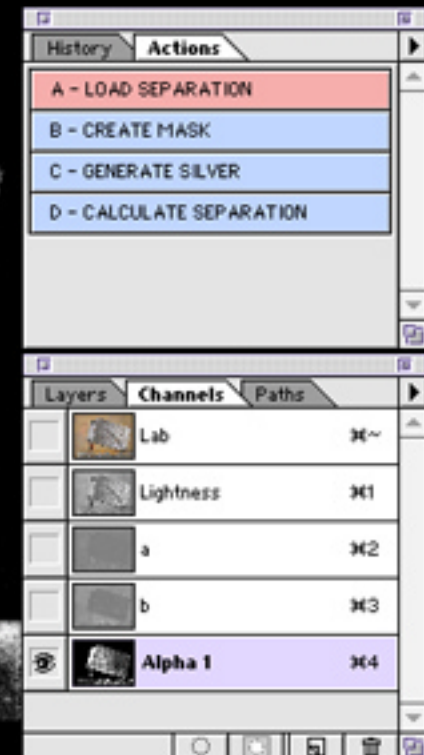 History Actions
A - LOAD SEPARATION
B - CREATE MASK
C - GENERATE SILVER
D - CALCULATE SEPARATION
Layers Channels Paths
Lab ⌘~
Lightness ⌘1
a ⌘2
b ⌘3
Alpha 1 ⌘4